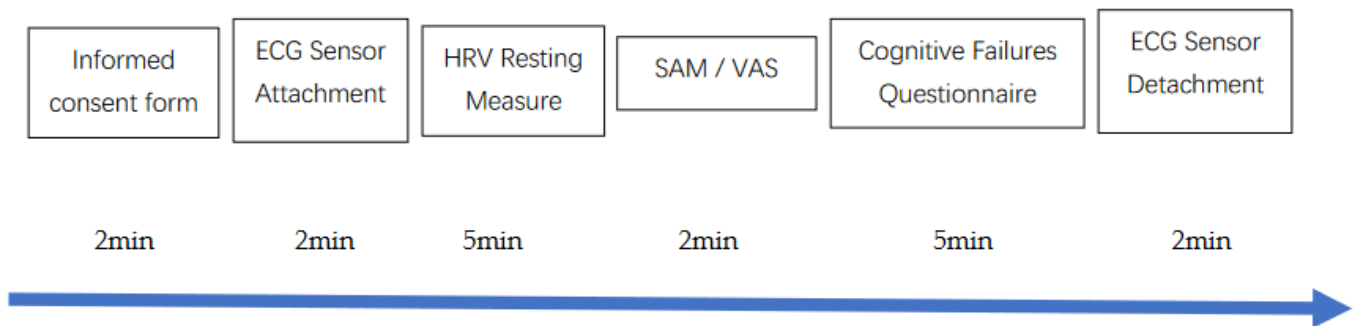 Informed
consent form
ECG Sensor
Attachment
HRV Resting
Measure
SAM / VAS
Cognitive Failures
Questionnaire
ECG Sensor
Detachment
2min
2min
5min
2min
5min
2min